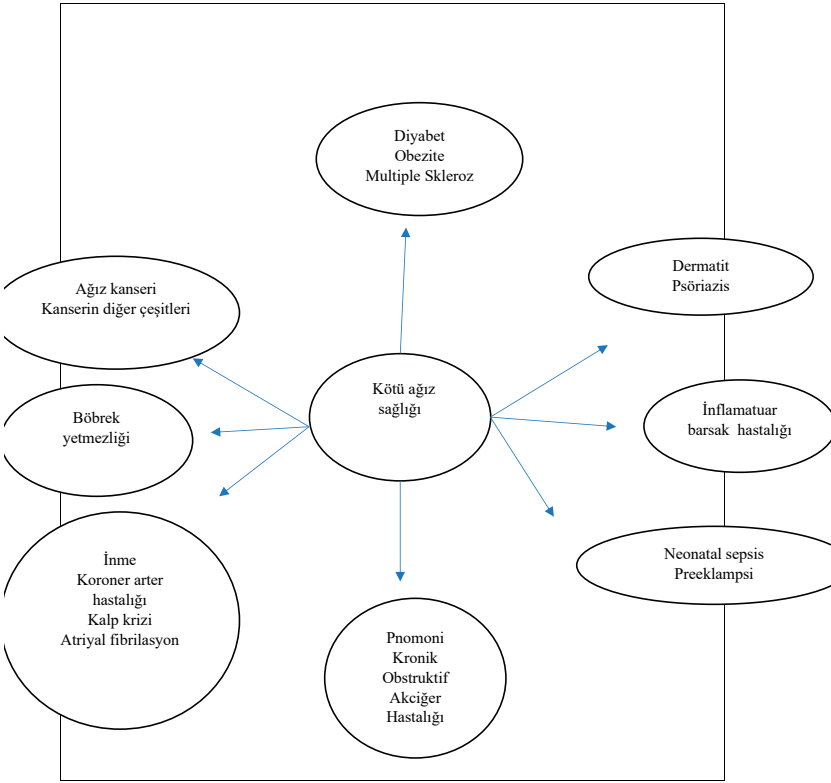 Diyabet
Obezite
Multiple Skleroz
Dermatit
Psöriazis
Ağız kanseri
Kanserin diğer çeşitleri
Kötü ağız
sağlığı
İnflamatuar
barsak hastalığı
Böbrek
yetmezliği
Neonatal sepsis
Preeklampsi
İnme
Koroner arter
hastalığı
Kalp krizi
Atriyal fibrilasyon
Pnomoni
Kronik
Obstruktif
Akciğer
Hastalığı